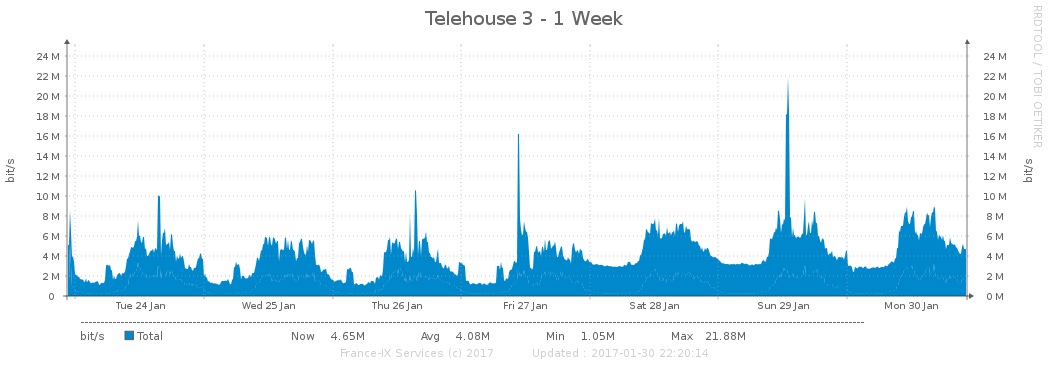 Telehouse 3 - 1 Week
RRDTOOL / TOBI OETIKER
bit/s
bit/s
24 M 24 M
22 M 22 M
20 M 20 M
18 M 18 M
16 M 16 M
14 M 14 M
12 M 12 M
10 M 10 M
8 M 8 M
6 M 6 M
4 M 4 M
2 M 2 M
0 0 M
Tue 24 Jan Wed 25 Jan Thu 26 Jan Fri 27 Jan Sat 28 Jan Sun 29 Jan Mon 30 Jan
bit/s Total Now 4.65M Avg 4.08M Min 1.05M Max 21.88M
France-IX Services (c) 2017 Updated : 2017-01-30 22:20:14